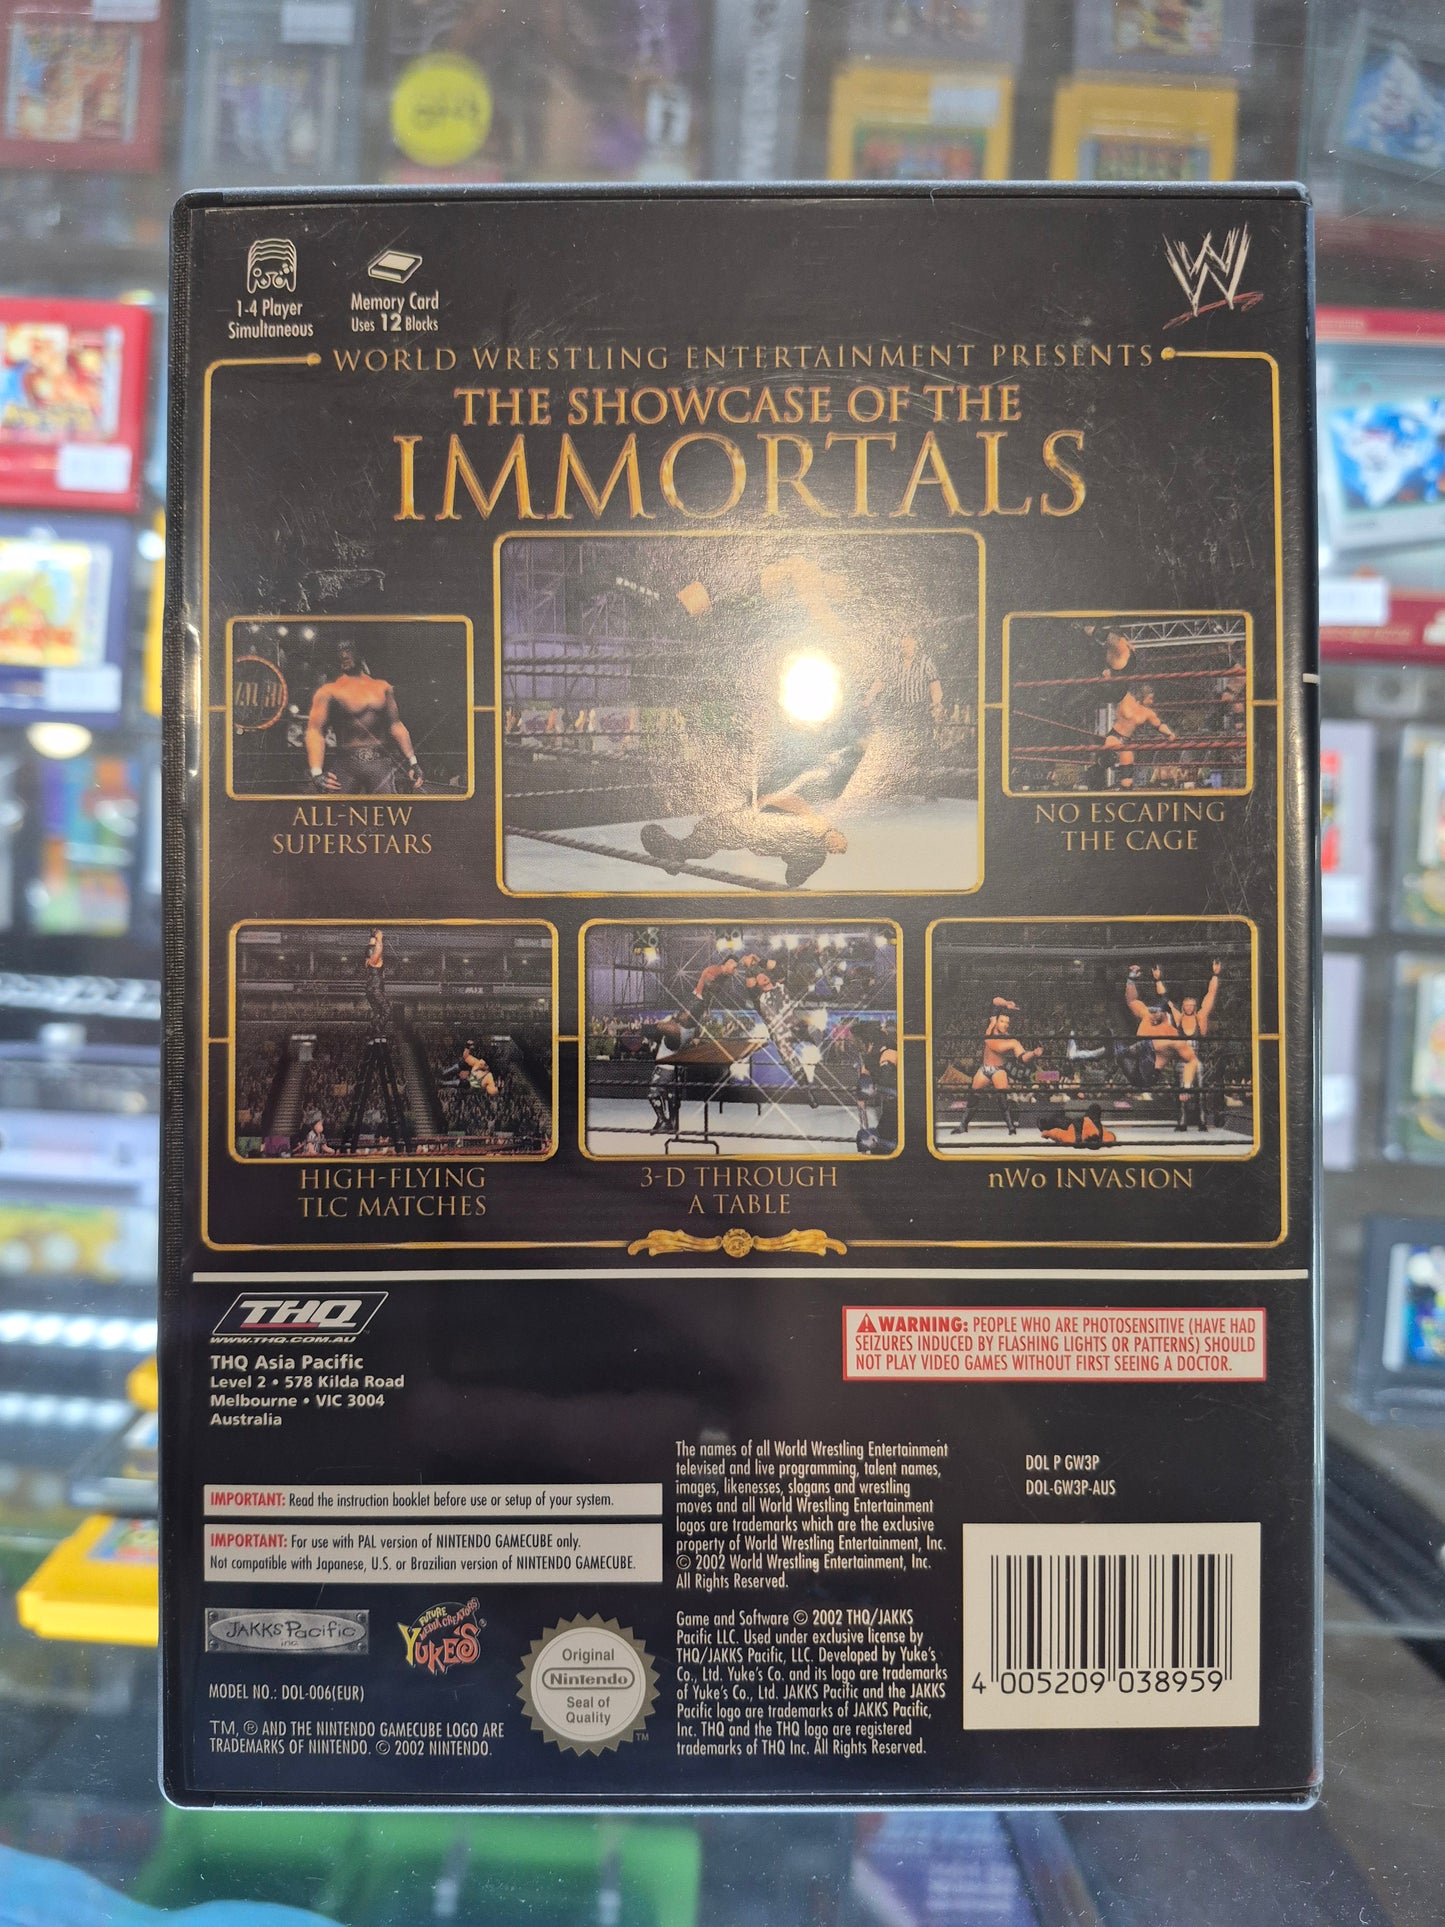 1-4 Player
Simultaneous
Memory Card
Uses 12 Blocks
W
WORLD WRESTLING ENTERTAINMENT PRESENTS
THE SHOWCASE OF THE
IMMORTALS
ALL-NEW
SUPERSTARS
NO ESCAPING
THE CAGE
HIGH-FLYING
TLC MATCHES
3-D THROUGH
A TABLE
nWo INVASION
THQ
WWW.THQ.COM.AU
THQ Asia Pacific
Level 2 • 578 Kilda Road
Melbourne • VIC 3004
Australia
WARNING: PEOPLE WHO ARE PHOTOSENSITIVE (HAVE HAD
SEIZURES INDUCED BY FLASHING LIGHTS OR PATTERNS) SHOULD
NOT PLAY VIDEO GAMES WITHOUT FIRST SEEING A DOCTOR.
IMPORTANT: Read the instruction booklet before use or setup of your system.
IMPORTANT: For use with PAL version of NINTENDO GAMECUBE only.
Not compatible with Japanese, U.S. or Brazilian version of NINTENDO GAMECUBE.
JAKKS Pacific
inc.
FUTURE
MEDIA CREATORS
YUKE'S®
Original
Nintendo
Seal of
Quality
TM
MODEL NO.: DOL-006(EUR)
TM, ® AND THE NINTENDO GAMECUBE LOGO ARE
TRADEMARKS OF NINTENDO. © 2002 NINTENDO.
The names of all World Wrestling Entertainment
televised and live programming, talent names,
images, likenesses, slogans and wrestling
moves and all World Wrestling Entertainment
logos are trademarks which are the exclusive
property of World Wrestling Entertainment, Inc.
© 2002 World Wrestling Entertainment, Inc.
All Rights Reserved.
Game and Software © 2002 THQ/JAKKS
Pacific LLC. Used under exclusive license by
THQ/JAKKS Pacific, LLC. Developed by Yuke's
Co., Ltd. Yuke's Co. and its logo are trademarks
of Yuke's Co., Ltd. JAKKS Pacific and the JAKKS
Pacific logo are trademarks of JAKKS Pacific,
Inc. THQ and the THQ logo are registered
trademarks of THQ Inc. All Rights Reserved.
DOL P GW3P
DOL-GW3P-AUS
4 005209 038959